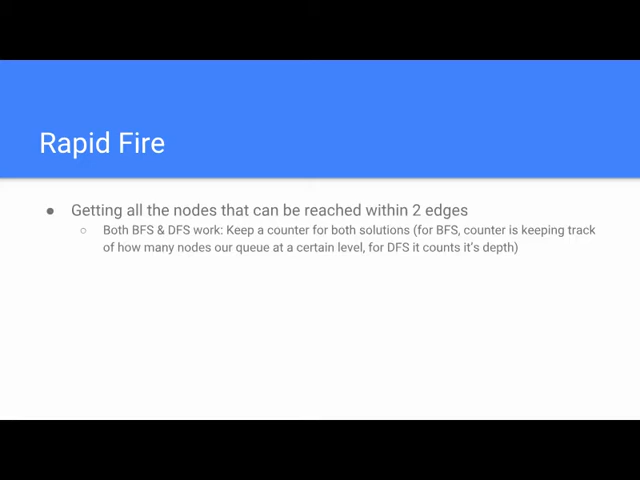 Rapid Fire
● Getting all the nodes that can be reached within 2 edges
○ Both BFS & DFS work: Keep a counter for both solutions (for BFS, counter is keeping track
of how many nodes our queue at a certain level, for DFS it counts it's depth)